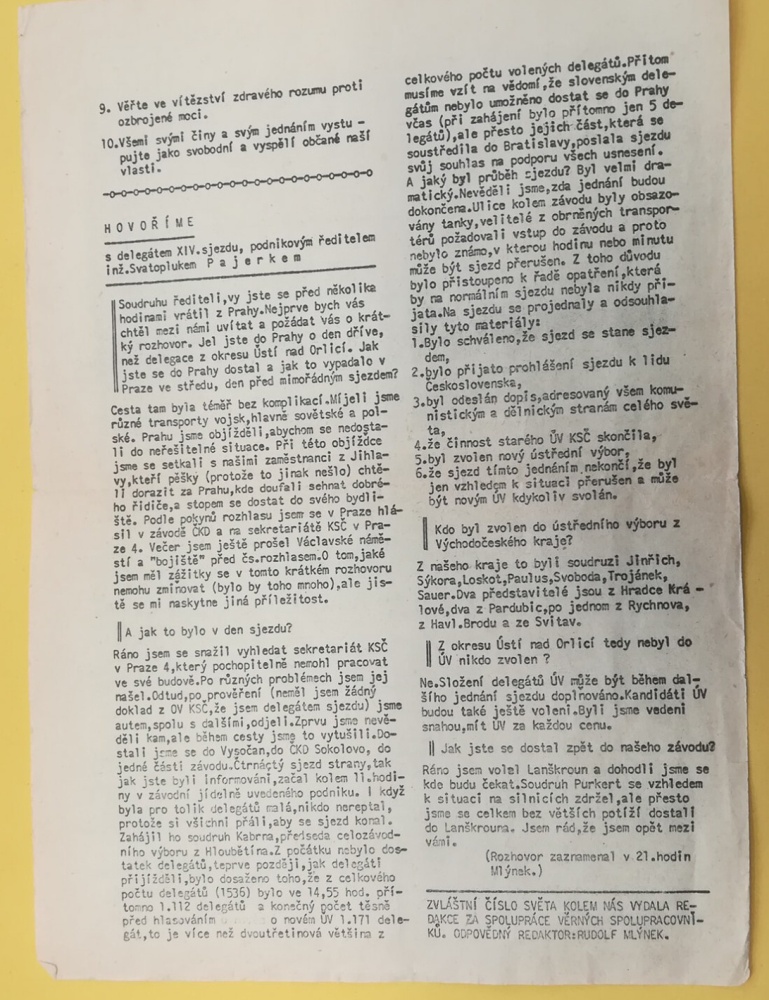 9. Věřte ve vítězství zdravého rozumu proti
ozbrojené moci.
10.Všemi svými činy a svým jednáním vystu -
pujte jako svobodní a vyspělí občané naší
vlasti.
-o-o-o-o-o-o-o-o-o-o-o-o-o-o-o-o-o-o-o-o-o
HOVOŘÍME
s delegátem XIV.sjezdu, podnikovým ředitelem
inž.Svatoplukem P a j e r k e m
Soudruhu řediteli,vy jste se před několika
hodinami vrátil z Prahy.Nejprve bych vás
chtěl mezi námi uvítat a požádat Vás o krát-
ký rozhovor. Jel jste do Prahy o den dříve,
než delegace z okresu Ústí nad Orlicí. Jak
jste se do Prahy dostal a jak to vypadalo v
Praze ve středu, den před mimořádným sjezdem?
Cesta tam byla téměř bez komplikací.Míjeli jsme
různé transporty vojsk,hlavně sovětské a pol-
ské. Prahu jsme objížděli,abychom se nedosta-
li do neřešitelné situace. Při této objížďce
jsme se setkali s našimi zaměstnanci z Jihla-
vy,kteří pěšky (protože to jinak nešlo) chtě-
li dorazit za Prahu,kde doufali sehnat dobré-
ho řidiče,a stopem se dostat do svého bydli-
ště. Podle pokynů rozhlasu jsem se v Praze hlá-
sil v závodě ČKD a na sekretariátě KSČ v Pra-
ze 4. Večer jsem ještě prošel Václavské námě-
stí a "bojiště" před čs.rozhlasem.O tom,jaké
jsem měl zážitky se v tomto krátkém rozhovoru
nemohu zmiňovat (bylo by toho mnoho),ale jis-
tě se mi naskytne jiná příležitost.
A jak to bylo v den sjezdu?
Ráno jsem se snažil vyhledat sekretariát KSČ
v Praze 4,který pochopitelně nemohl pracovat
ve své budově.Po různých problémech jsem jej
našel.Odtud,po prověření (neměl jsem žádný
doklad z OV KSČ,že jsem delegátem sjezdu) jsme
autem,spolu s dalšími,odjeli.Zprvu jsme nevě-
děli kam,ale během cesty jsme to vytušili.Do-
stali jsme se do Vysočan,do ČKD Sokolovo,do
jedné části závodu.Čtrnáctý sjezd strany,tak
jak jste byli informováni,začal kolem 11.hodi-
ny v závodní jídelně uvedeného podniku. I když
byla pro tolik delegátů malá,nikdo nereptal,
protože si všichni přáli,aby se sjezd konal.
Zahájil ho soudruh Kabrna,předseda celozávod-
ního výboru z Hloubětína.Z počátku nebylo dos-
tatek delegátů,teprve později,jak delegáti
přijížděli,bylo dosaženo toho,že z celkového
počtu delegátů (1536) bylo ve 14,55 hod. pří-
tomno 1.112 delegátů a konečný počet těsně
před hlasováním o novém ÚV 1.171 dele-
gát,to je více než dvoutřetinová většina z
celkového počtu volených delegátů.Přitom
musíme vzít na vědomí,že slovenským dele-
gátům nebylo umožněno dostat se do Prahy
včas (při zahájení bylo přítomno jen 5 de-
legátů),ale přesto jejich část,která se
soustředila do Bratislavy,poslala sjezdu
svůj souhlas na podporu všech usnesení.
A jaký byl průběh sjezdu? Byl velmi dra-
matický.Nevěděli jsme,zda jednání budou
dokončena.Ulice kolem závodu byly obsazo-
vány tanky,velitelé z obrněných transpor-
térů požadovali vstup do závodu a proto
nebylo známo,v kterou hodinu nebo minutu
může být sjezd přerušen. Z toho důvodu
bylo přistoupeno k řadě opatření,která
by na normálním sjezdu nebyla nikdy při-
jata.Na sjezdu se projednaly a odsouhla-
sily tyto materiály:
1.Bylo schváleno,že sjezd se stane sjez-
dem,
2.bylo přijato prohlášení sjezdu k lidu
Československa,
3.byl odeslán dopis,adresovaný všem komu-
nistickým a dělnickým stranám celého svě-
ta,
4.že činnost starého ÚV KSČ skončila,
5.byl zvolen nový ústřední výbor,
6.že sjezd tímto jednáním nekončí,že byl
jen vzhledem k situaci přerušen a může
být novým ÚV kdykoliv svolán.
Kdo byl zvolen do ústředního výboru z
Východočeského kraje?
Z našeho kraje to byli soudruzi Jinřich,
Sýkora,Loskot,Paulus,Svoboda,Trojánek,
Sauer.Dva představitelé jsou z Hradce Krá -
lové,dva z Pardubic,po jednom z Rychnova,
z Havl.Brodu a ze Svitav.
Z okresu Ústí nad Orlicí tedy nebyl do
ÚV nikdo zvolen ?
Ne.Složení delegátů ÚV může být během dal-
šího jednání sjezdu doplňováno.Kandidáti ÚV
budou také ještě voleni.Byli jsme vedeni
snahou,mít ÚV za každou cenu.
Jak jste se dostal zpět do našeho závodu?
Ráno jsem volal Lanškroun a dohodli jsme se
kde budu čekat.Soudruh Purkert se vzhledem
k situaci na silnicích zdržel,ale přesto
jsme se celkem bez větších potíží dostali
do Lanškrouna. Jsem rád,že jsem opět mezi
vámi.
(Rozhovor zaznamenal v 21.hodin
Mlýnek.)
ZVLÁŠTNÍ ČÍSLO SVĚTA KOLEM NÁS VYDALA RE-
DAKCE ZA SPOLUPRÁCE VĚRNÝCH SPOLUPRACOVNÍ-
KŮ. ODPOVĚDNÝ REDAKTOR:RUDOLF MLÝNEK.